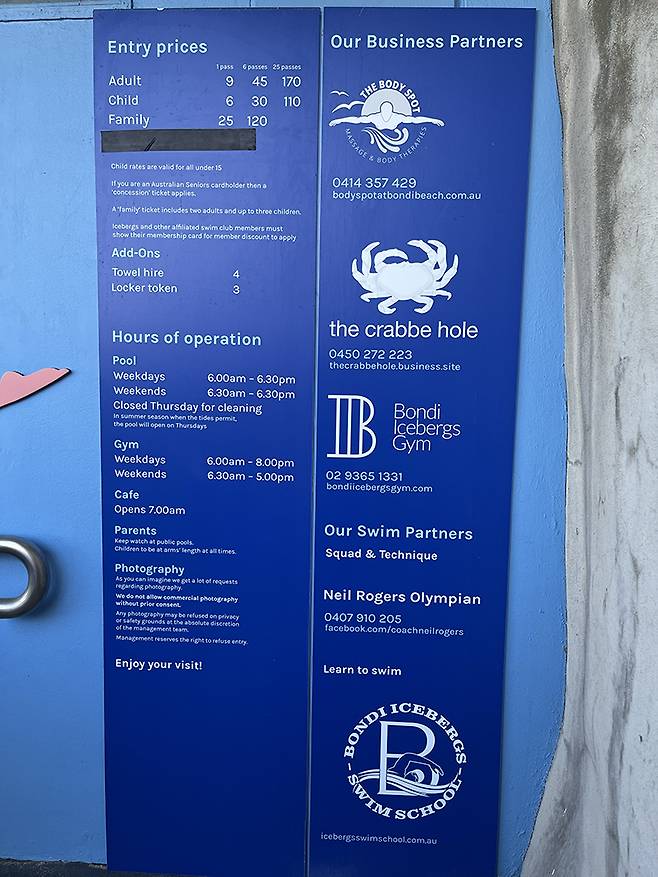 Entry prices
1 pass 6 passes 25 passes
Adult 9 45 170
Child 6 30 110
Family 25 120
Child rates are valid for all under 15
If you are an Australian Seniors cardholder then a
'concession' ticket applies.
A 'family' ticket includes two adults and up to three children.
Icebergs and other affiliated swim club members must
show their membership card for member discount to apply
Add-Ons
Towel hire 4
Locker token 3
Hours of operation
Pool
Weekdays 6.00am – 6.30pm
Weekends 6.30am – 6.30pm
Closed Thursday for cleaning
In summer season when the tides permit,
the pool will open on Thursdays
Gym
Weekdays 6.00am – 8.00pm
Weekends 6.30am – 5.00pm
Cafe
Opens 7.00am
Parents
Keep watch at public pools.
Children to be at arms' length at all times.
Photography
As you can imagine we get a lot of requests
regarding photography.
We do not allow commercial photography
without prior consent.
Any photography may be refused on privacy
or safety grounds at the absolute discretion
of the management team.
Management reserves the right to refuse entry.
Enjoy your visit!
Our Business Partners
THE BODY SPOT
MASSAGE & BODY THERAPIES
0414 357 429
bodyspotatbondibeach.com.au
the crabbe hole
0450 272 223
thecrabbehole.business.site
B
Bondi
Icebergs
Gym
02 9365 1331
bondiicebergsgym.com
Our Swim Partners
Squad & Technique
Neil Rogers Olympian
0407 910 205
facebook.com/coachneilrogers
Learn to swim
BONDI ICEBERGS
B
– SWIM SCHOOL –
icebergsswimschool.com.au